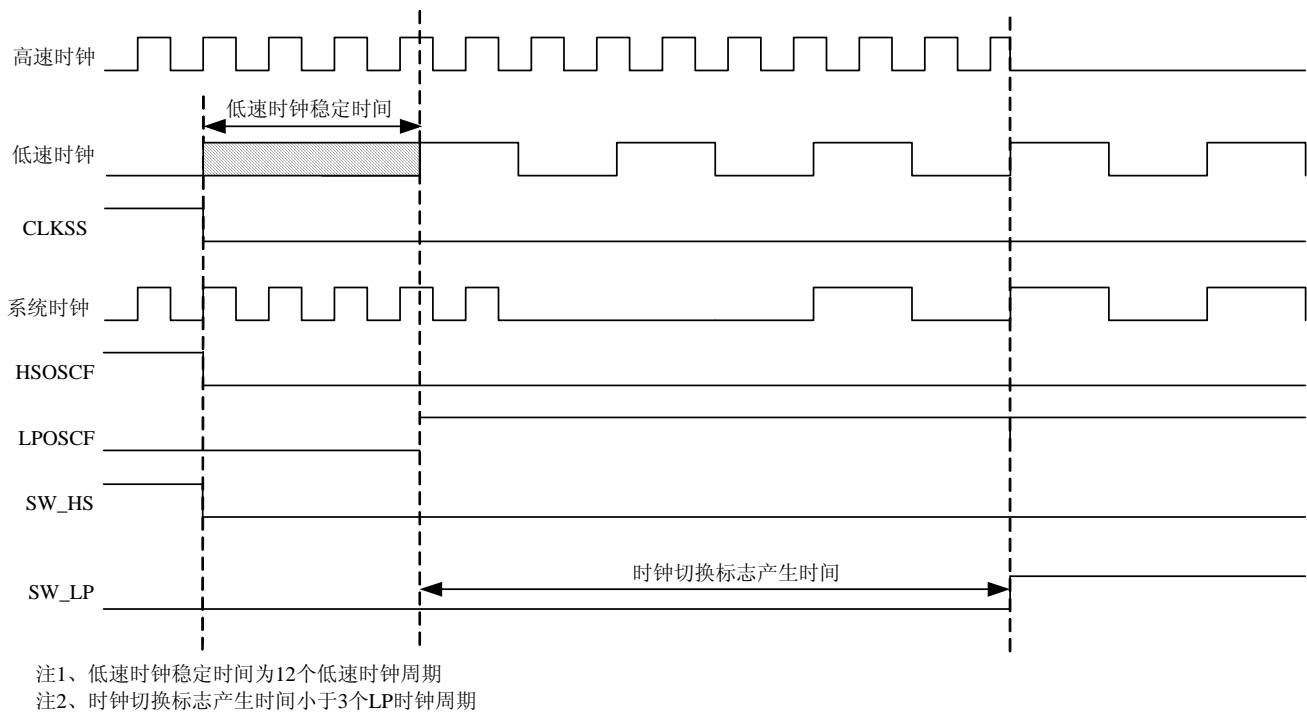 高速时钟
低速时钟稳定时间
低速时钟
CLKSS
系统时钟
HSOSCF
LPOSCF
SW_HS
时钟切换标志产生时间
SW_LP
注1、低速时钟稳定时间为12个低速时钟周期
注2、时钟切换标志产生时间小于3个LP时钟周期